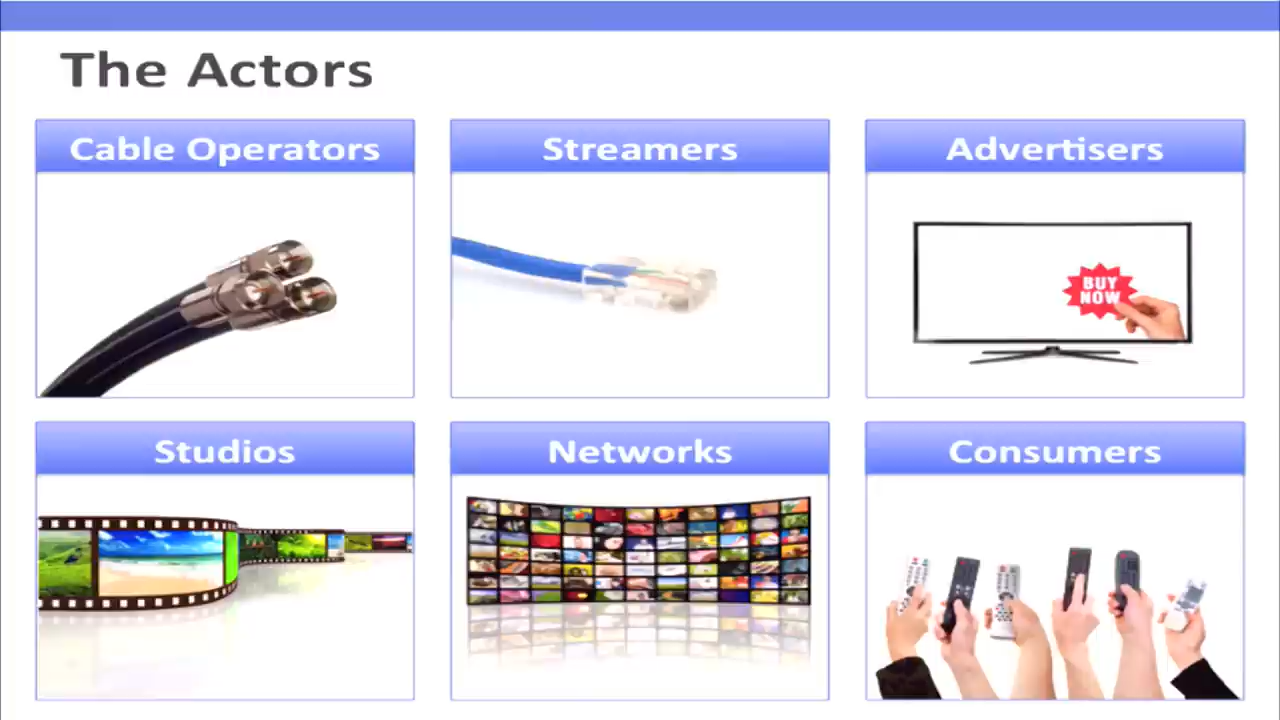 The Actors
Cable Operators
Streamers
Advertisers
BUY
NOW
Studios
Networks
Consumers